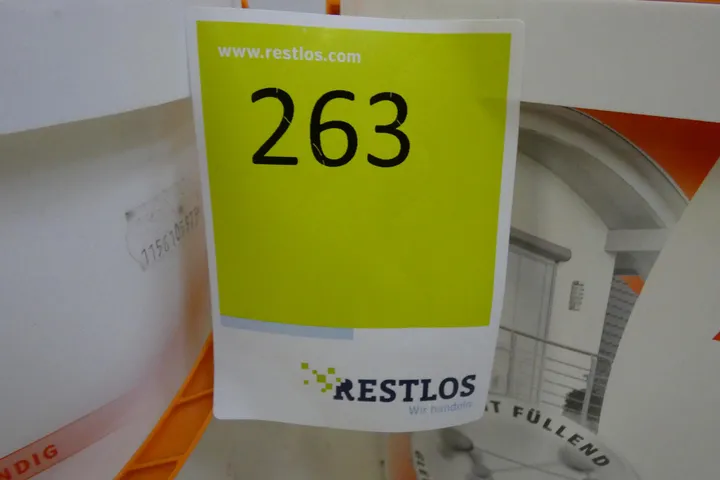 www.restlos.com
263
RESTLOS
Wir handeln
NDIG
T FÜLLEND